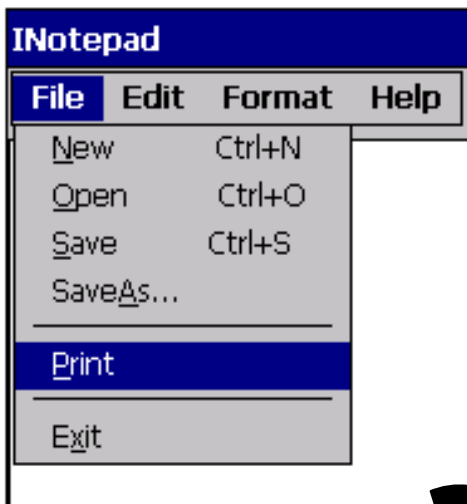 INotepad
File Edit Format Help
New Ctrl+N
Open Ctrl+O
Save Ctrl+S
SaveAs...
Print
Exit